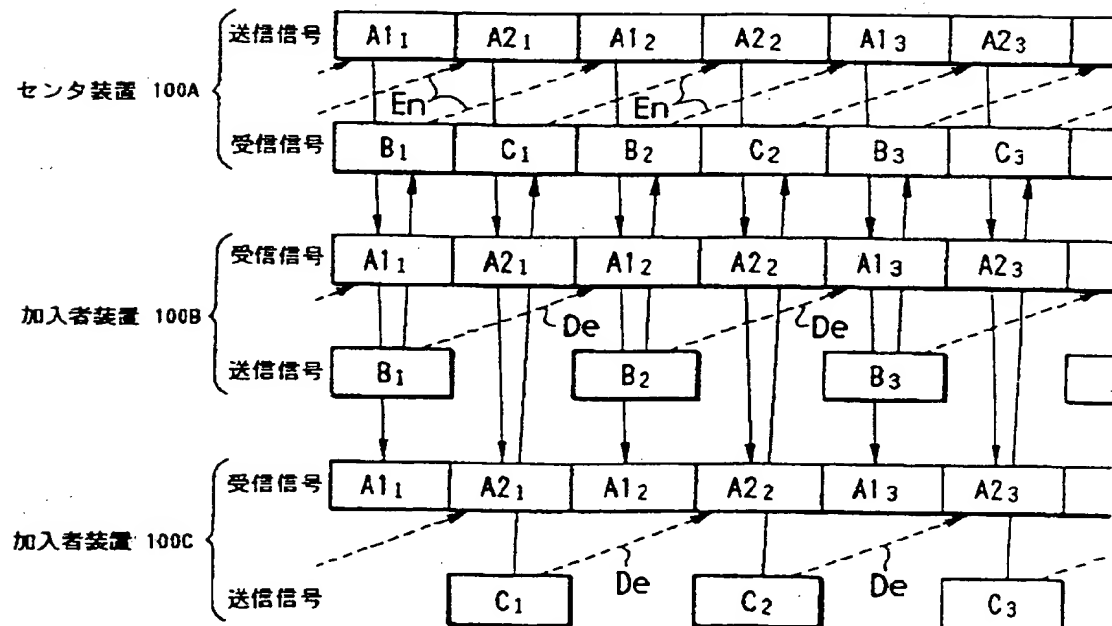 送信信号 A1₁ A2₁ A1₂ A2₂ A1₃ A2₃
センタ装置 100A
En En
受信信号 B₁ C₁ B₂ C₂ B₃ C₃
受信信号 A1₁ A2₁ A1₂ A2₂ A1₃ A2₃
加入者装置 100B
De De
送信信号 B₁ B₂ B₃
受信信号 A1₁ A2₁ A1₂ A2₂ A1₃ A2₃
加入者装置 100C
De De
送信信号 C₁ C₂ C₃